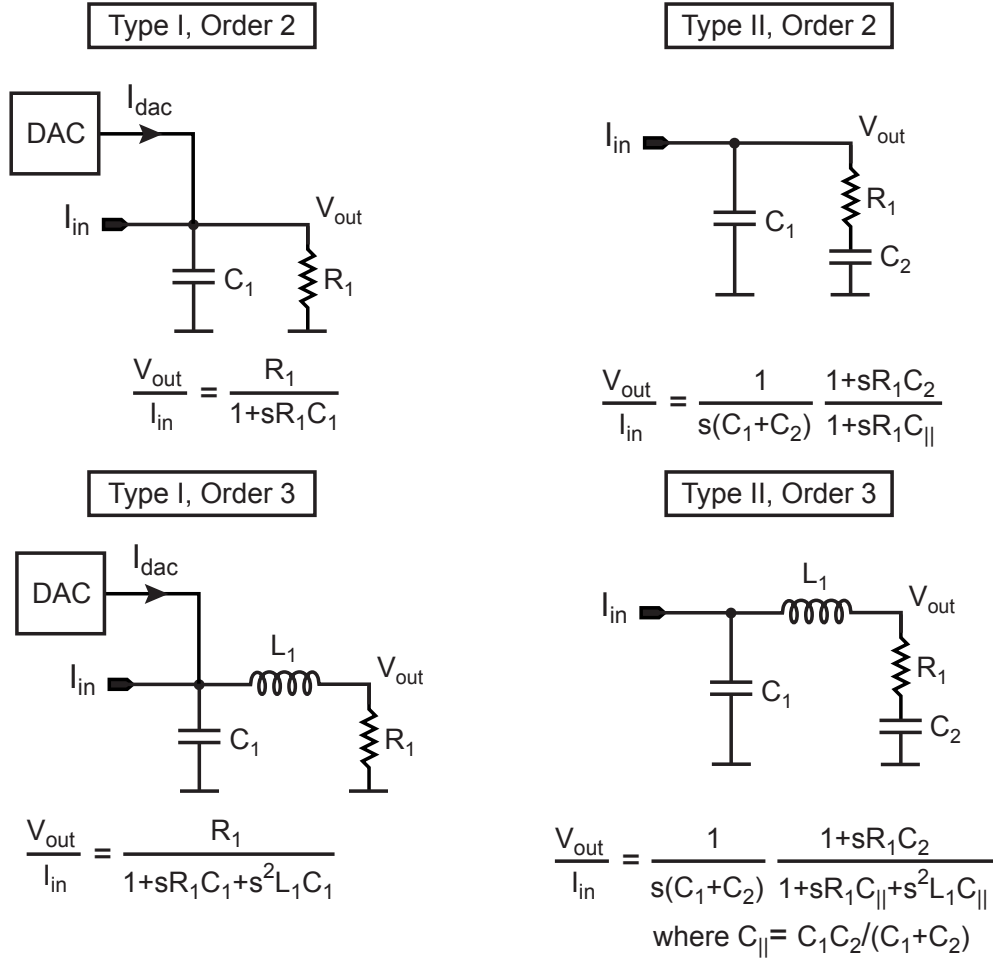 Type I, Order 2
DAC
I_dac
I_in
V_out
C_1
R_1
V_out / I_in = R_1 / 1+sR_1C_1
Type II, Order 2
I_in
V_out
R_1
C_1
C_2
V_out / I_in = 1 / s(C_1+C_2) 1+sR_1C_2 / 1+sR_1C_||
Type I, Order 3
DAC
I_dac
L_1
I_in
V_out
C_1
R_1
V_out / I_in = R_1 / 1+sR_1C_1+s^2L_1C_1
Type II, Order 3
L_1
I_in
V_out
R_1
C_1
C_2
V_out / I_in = 1 / s(C_1+C_2) 1+sR_1C_2 / 1+sR_1C_||+s^2L_1C_||
where C_||= C_1C_2/(C_1+C_2)